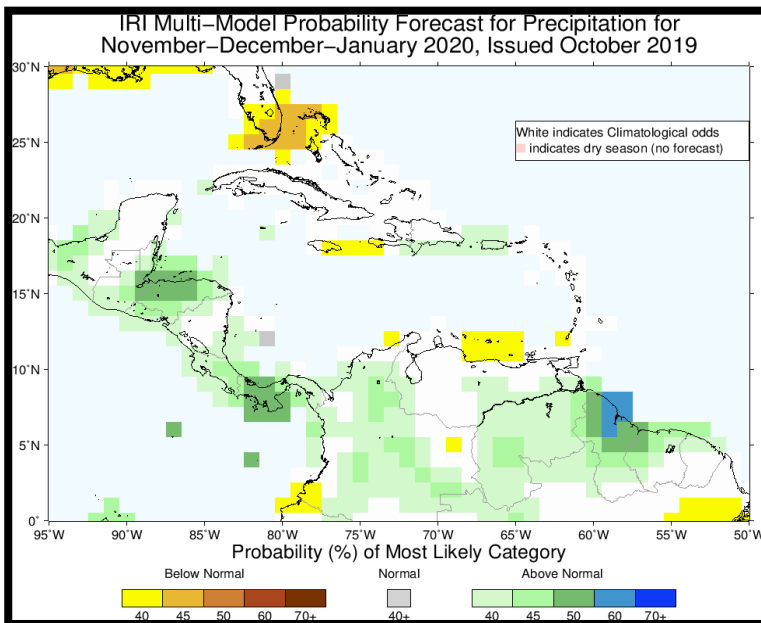 IRI Multi-Model Probability Forecast for Precipitation for
November-December-January 2020, Issued October 2019
30°N
25°N
20°N
15°N
10°N
5°N
0°
White indicates Climatological odds
indicates dry season (no forecast)
95°W 90°W 85°W 80°W 75°W 70°W 65°W 60°W 55°W 50°W
Probability (%) of Most Likely Category
Below Normal Normal Above Normal
40 45 50 60 70+ 40+ 40 45 50 60 70+